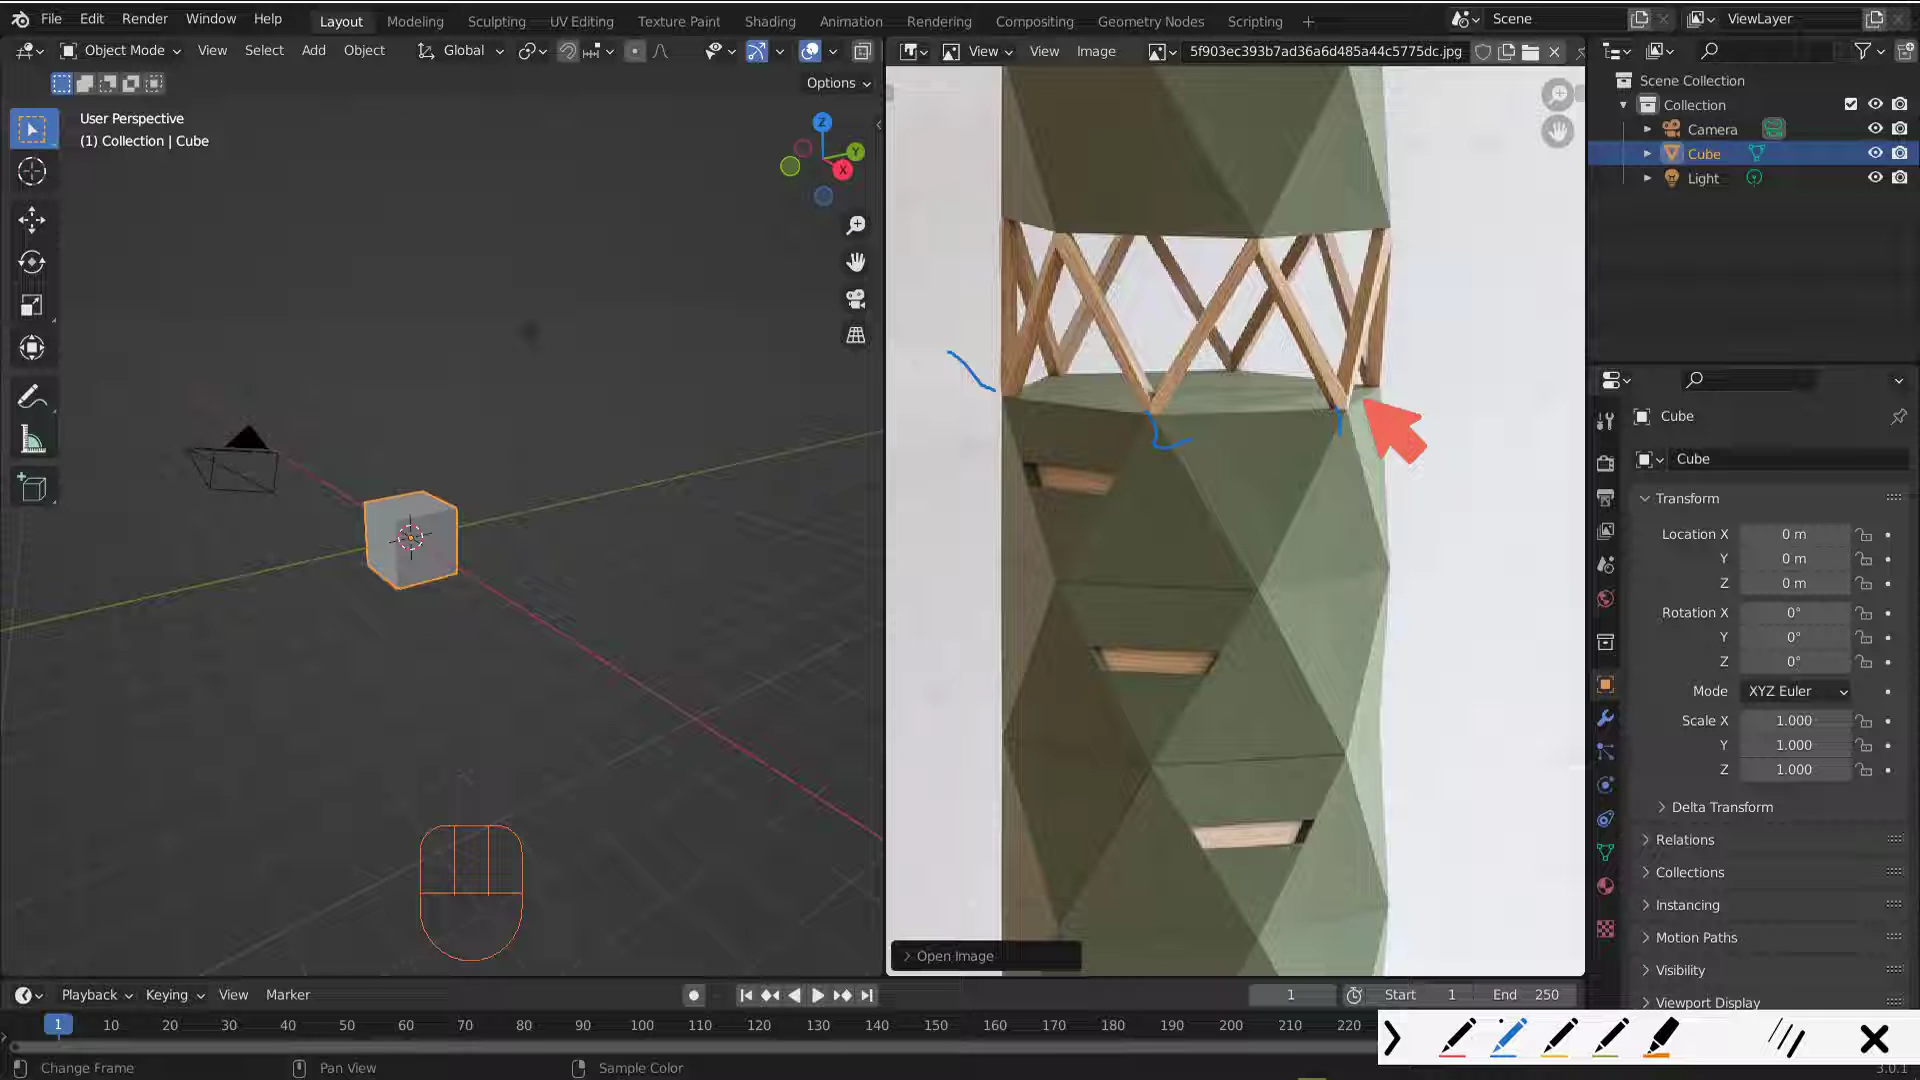 File Edit Render Window Help Layout Modeling Sculpting UV Editing Texture Paint Shading Animation Rendering Compositing Geometry Nodes Scripting + Scene ViewLayer
Object Mode View Select Add Object Global View View Image 5f903ec393b7ad36a6d485a44c5775dc.jpg
Options
User Perspective
(1) Collection | Cube
Z
Y
X
Scene Collection
Collection
Camera
Cube
Light
Cube
Cube
Transform
Location X 0 m
Y 0 m
Z 0 m
Rotation X 0°
Y 0°
Z 0°
Mode XYZ Euler
Scale X 1.000
Y 1.000
Z 1.000
Delta Transform
Relations
Collections
Instancing
Motion Paths
Visibility
Viewport Display
Open Image
Playback Keying View Marker 1 Start 1 End 250
1 10 20 30 40 50 60 70 80 90 100 110 120 130 140 150 160 170 180 190 200 210 220
Change Frame Pan View Sample Color 3.0.1